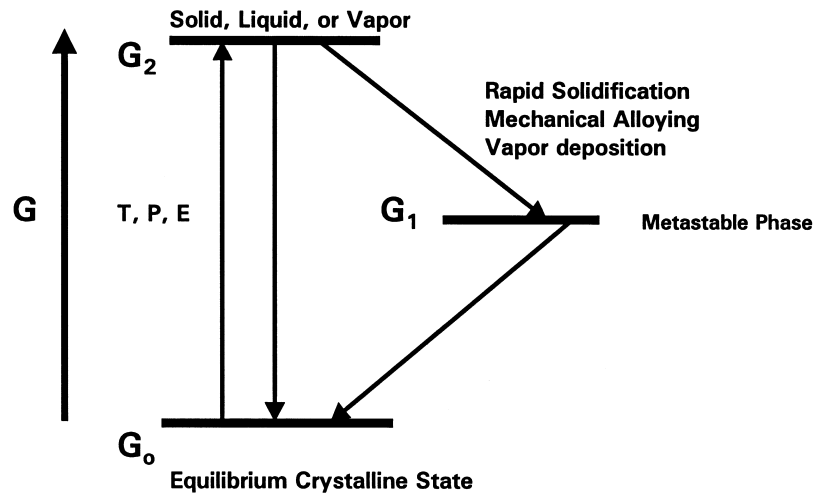 Solid, Liquid, or Vapor
G2
Rapid Solidification
Mechanical Alloying
Vapor deposition
G
T, P, E
G1
Metastable Phase
Go
Equilibrium Crystalline State